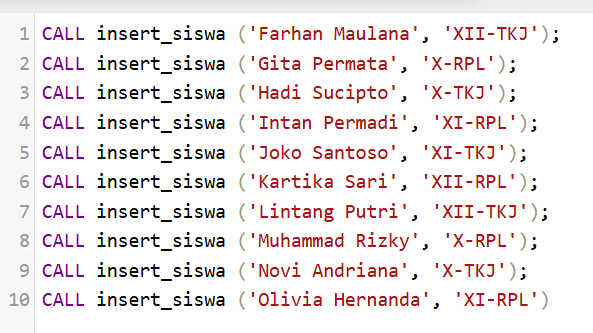 1 CALL insert_siswa ('Farhan Maulana', 'XII-TKJ');
2 CALL insert_siswa ('Gita Permata', 'X-RPL');
3 CALL insert_siswa ('Hadi Sucipto', 'X-TKJ');
4 CALL insert_siswa ('Intan Permadi', 'XI-RPL');
5 CALL insert_siswa ('Joko Santoso', 'XI-TKJ');
6 CALL insert_siswa ('Kartika Sari', 'XII-RPL');
7 CALL insert_siswa ('Lintang Putri', 'XII-TKJ');
8 CALL insert_siswa ('Muhammad Rizky', 'X-RPL');
9 CALL insert_siswa ('Novi Andriana', 'X-TKJ');
10 CALL insert_siswa ('Olivia Hernanda', 'XI-RPL')